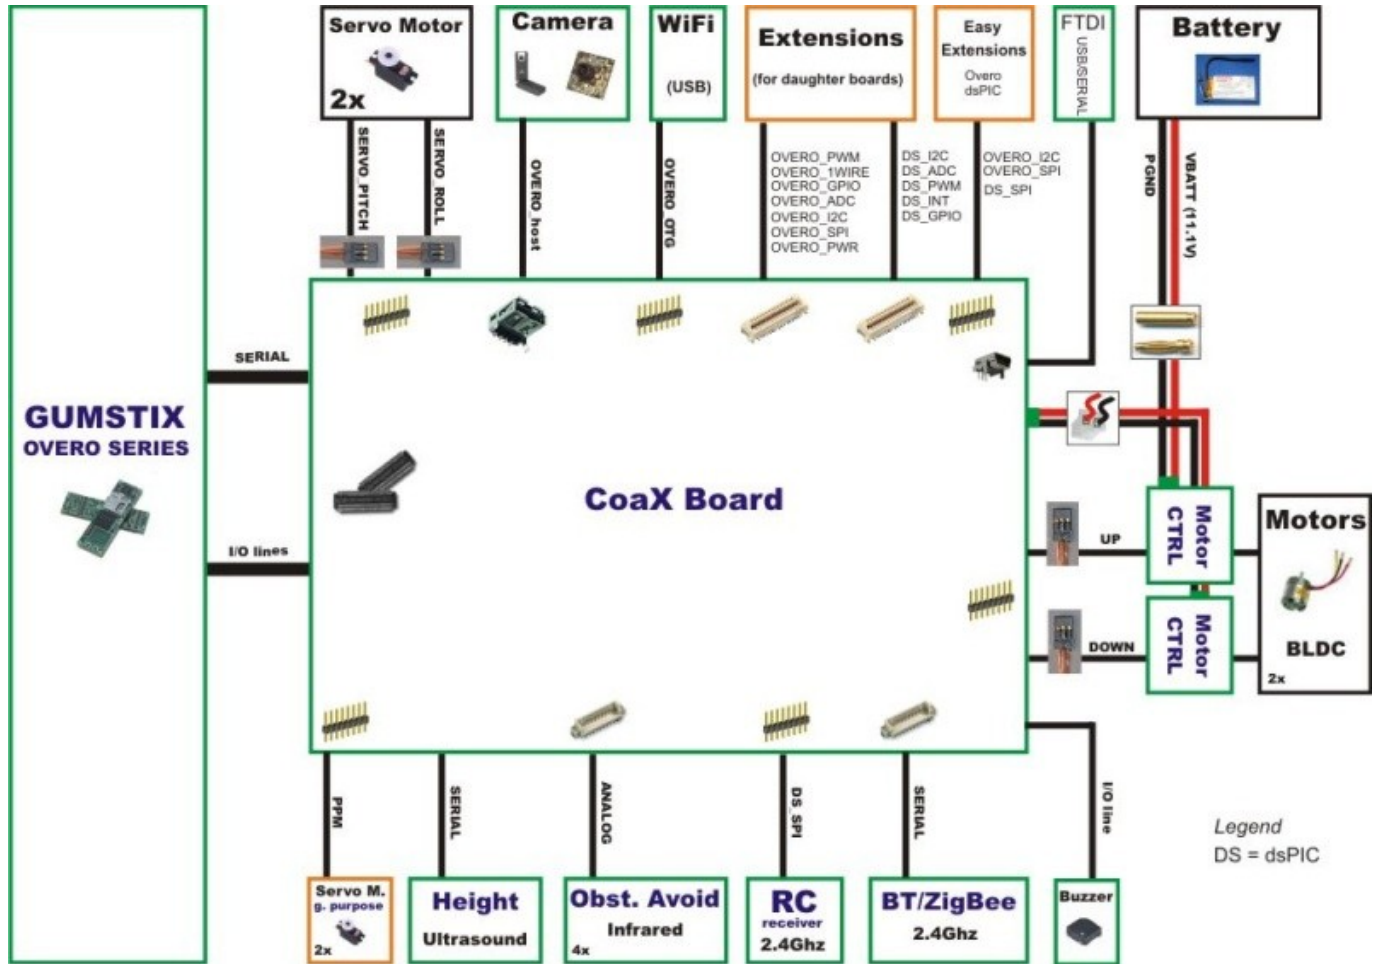 Servo Motor
2x
Camera
WiFi
(USB)
Extensions
(for daughter boards)
Easy
Extensions
Overo
dsPIC
FTDI
USB/SERIAL
Battery
SERVO_PITCH
SERVO_ROLL
OVERO_host
OVERO_OTG
OVERO_PWM
OVERO_1WIRE
OVERO_GPIO
OVERO_ADC
OVERO_I2C
OVERO_SPI
OVERO_PWR
DS_I2C
DS_ADC
DS_PWM
DS_INT
DS_GPIO
OVERO_I2C
OVERO_SPI
DS_SPI
PGND
VBATT (11.1V)
GUMSTIX
OVERO SERIES
SERIAL
I/O lines
CoaX Board
UP
DOWN
Motor
CTRL
Motor
CTRL
Motors
BLDC
2x
PPM
SERIAL
ANALOG
DS_SPI
SERIAL
I/O line
Servo M.
g. purpose
2x
Height
Ultrasound
Obst. Avoid
Infrared
4x
RC
receiver
2.4Ghz
BT/ZigBee
2.4Ghz
Buzzer
Legend
DS = dsPIC